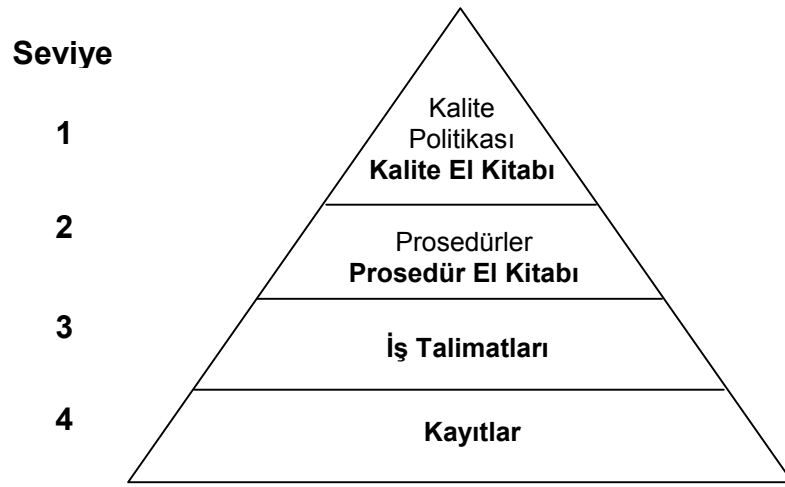 Seviye
1
Kalite
Politikası
Kalite El Kitabı
2
Prosedürler
Prosedür El Kitabı
3
İş Talimatları
4
Kayıtlar